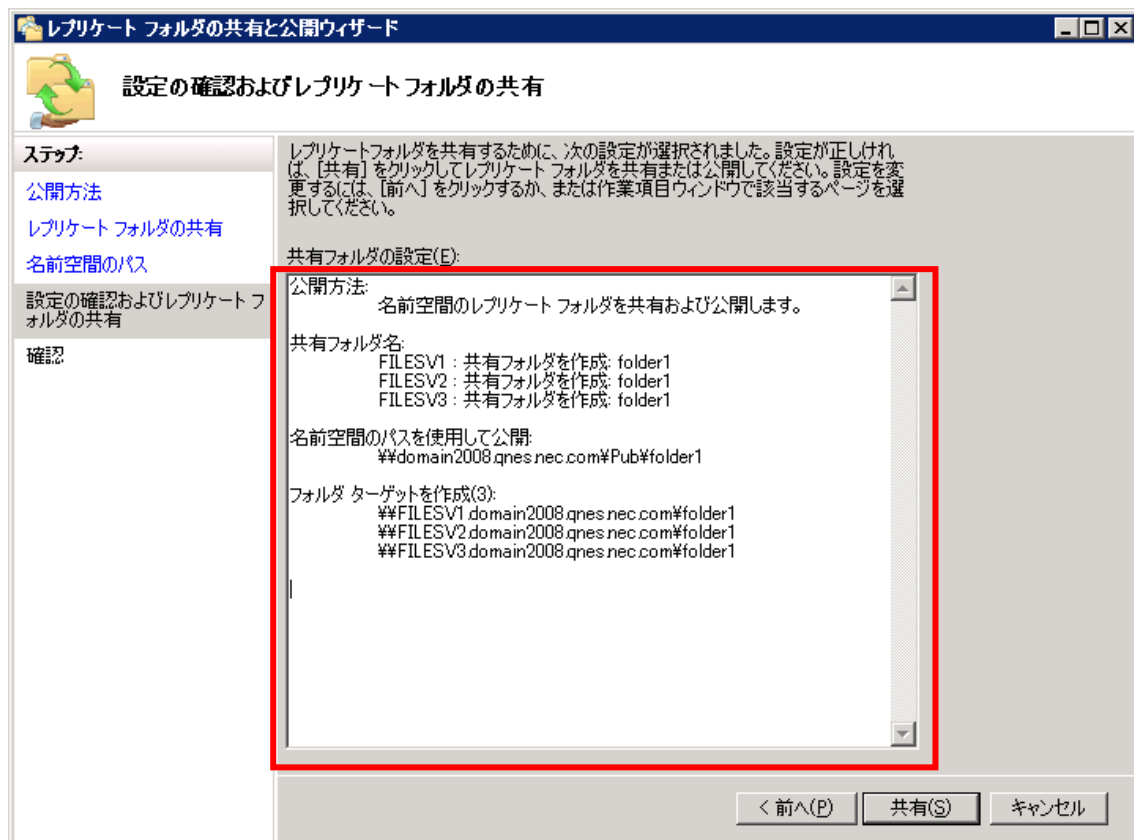 レプリケート フォルダの共有と公開ウィザード
設定の確認およびレプリケート フォルダの共有
ステップ:
公開方法
レプリケート フォルダの共有
名前空間のパス
設定の確認およびレプリケート フ
ォルダの共有
確認
レプリケートフォルダを共有するために、次の設定が選択されました。設定が正しけれ
ば、[共有] をクリックしてレプリケート フォルダを共有または公開してください。設定を変
更するには、[前へ] をクリックするか、または作業項目ウィンドウで該当するページを選
択してください。
共有フォルダの設定(E):
公開方法:
名前空間のレプリケート フォルダを共有および公開します。
共有フォルダ名:
FILESV1 : 共有フォルダを作成: folder1
FILESV2 : 共有フォルダを作成: folder1
FILESV3 : 共有フォルダを作成: folder1
名前空間のパスを使用して公開:
¥¥domain2008.qnes.nec.com¥Pub¥folder1
フォルダ ターゲットを作成(3):
¥¥FILESV1.domain2008.qnes.nec.com¥folder1
¥¥FILESV2.domain2008.qnes.nec.com¥folder1
¥¥FILESV3.domain2008.qnes.nec.com¥folder1
< 前へ(P)
共有(S)
キャンセル